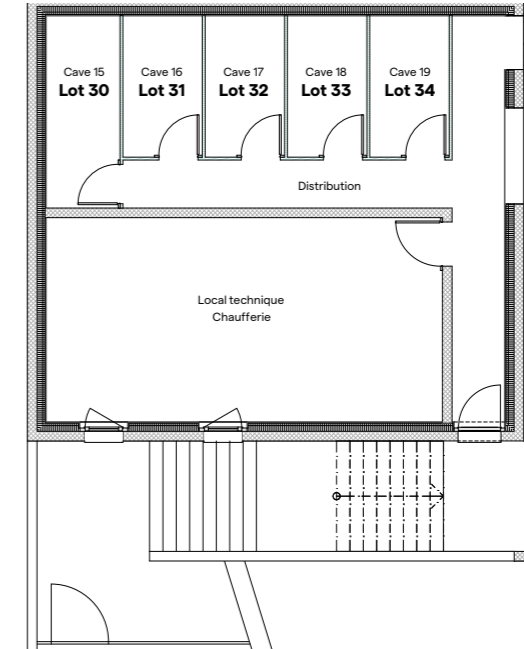 Cave 15
Lot 30
Cave 16
Lot 31
Cave 17
Lot 32
Cave 18
Lot 33
Cave 19
Lot 34
Distribution
Local technique
Chaufferie